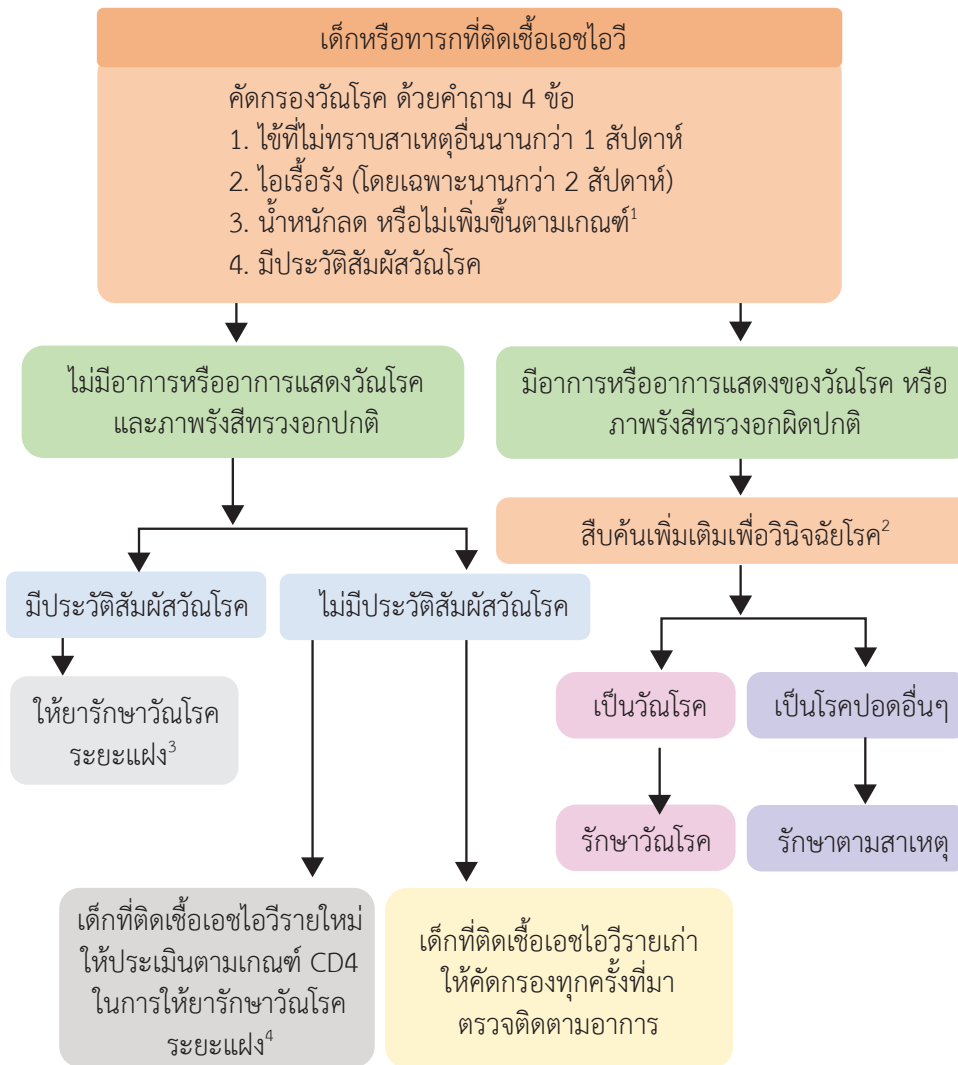 เด็กหรือทารกที่ติดเชื้อเอชไอวี
คัดกรองวัณโรค ด้วยคำถาม 4 ข้อ
1. ไข้ที่ไม่ทราบสาเหตุอื่นนานกว่า 1 สัปดาห์
2. ไอเรื้อรัง (โดยเฉพาะนานกว่า 2 สัปดาห์)
3. น้ำหนักลด หรือไม่เพิ่มขึ้นตามเกณฑ์¹
4. มีประวัติสัมผัสวัณโรค
ไม่มีอาการหรืออาการแสดงวัณโรค
และภาพรังสีทรวงอกปกติ
มีอาการหรืออาการแสดงของวัณโรค หรือ
ภาพรังสีทรวงอกผิดปกติ
สืบค้นเพิ่มเติมเพื่อวินิจฉัยโรค²
มีประวัติสัมผัสวัณโรค
ไม่มีประวัติสัมผัสวัณโรค
ให้ยารักษาวัณโรค
ระยะแฝง³
เป็นวัณโรค
เป็นโรคปอดอื่นๆ
รักษาวัณโรค
รักษาตามสาเหตุ
เด็กที่ติดเชื้อเอชไอวีรายใหม่
ให้ประเมินตามเกณฑ์ CD4
ในการให้ยารักษาวัณโรค
ระยะแฝง⁴
เด็กที่ติดเชื้อเอชไอวีรายเก่า
ให้คัดกรองทุกครั้งที่มา
ตรวจติดตามอาการ